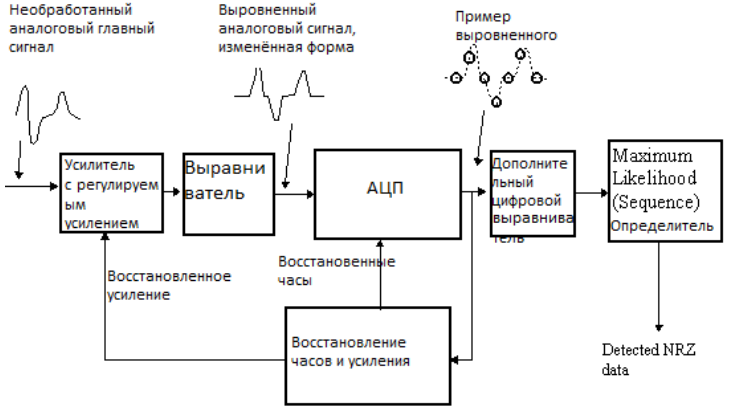 Необработанный
аналоговый главный
сигнал
Выровненный
аналоговый сигнал,
изменённая форма
Пример
выровненного
Усилитель
с регулируем
ым
усилением
Выравни
ватель
АЦП
Дополните
льный
цифровой
выравнива
тель
Maximum
Likelihood
(Sequence)
Определитель
Восстановленное
усиление
Восстановенные
часы
Восстановление
часов и усиления
Detected NRZ
data